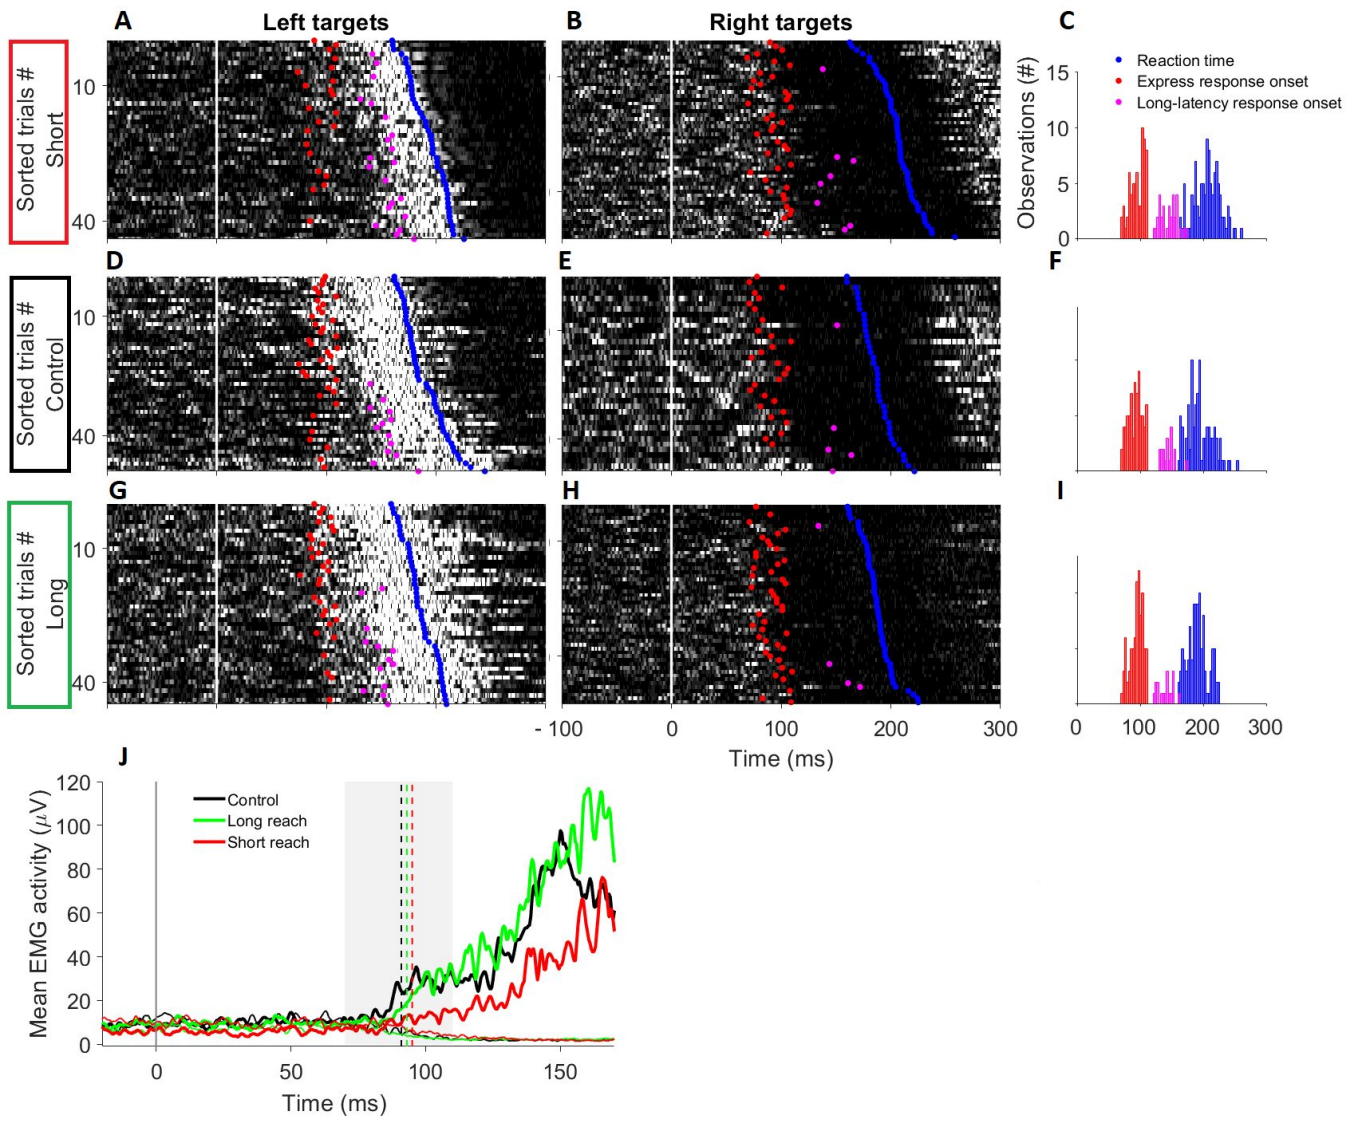 A
Left targets
B
Right targets
C
Sorted trials #
Short
10
40
Observations (#)
15
10
5
0
Reaction time
Express response onset
Long-latency response onset
D
E
F
Sorted trials #
Control
10
40
G
H
I
Sorted trials #
Long
10
40
-100
0
100
200
300
Time (ms)
0
100
200
300
J
Mean EMG activity (μV)
120
100
80
60
40
20
0
Control
Long reach
Short reach
0
50
100
150
Time (ms)